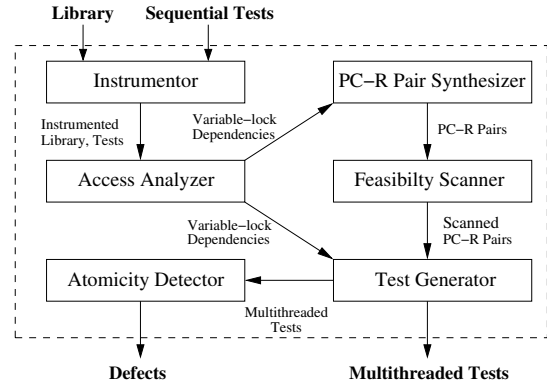 Library
Sequential Tests
Instrumentor
PC-R Pair Synthesizer
Instrumented
Library, Tests
Variable-lock
Dependencies
PC-R Pairs
Access Analyzer
Feasibilty Scanner
Variable-lock
Dependencies
Scanned
PC-R Pairs
Atomicity Detector
Test Generator
Multithreaded
Tests
Defects
Multithreaded Tests